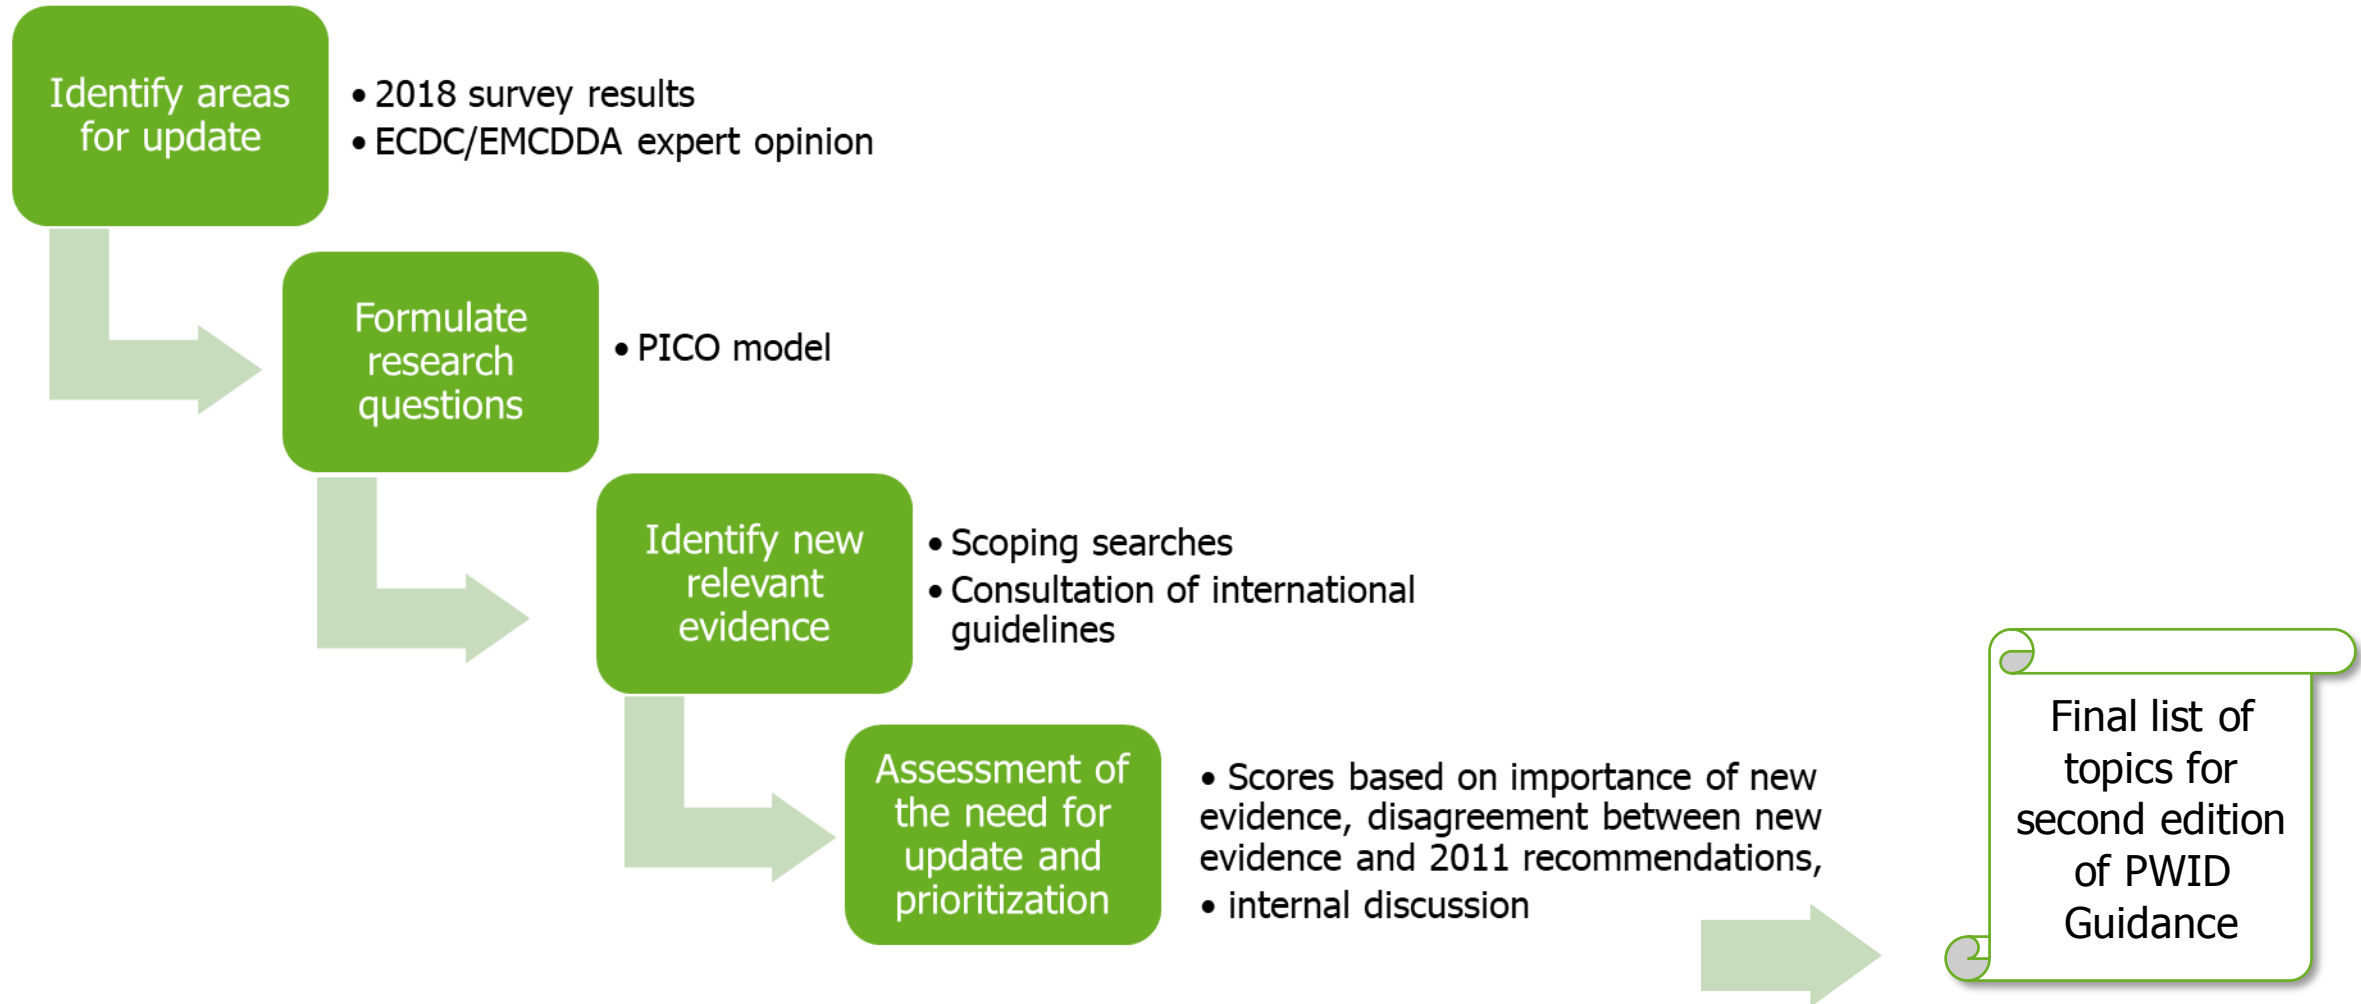 Identify areas
for update
• 2018 survey results
• ECDC/EMCDDA expert opinion
Formulate
research
questions
• PICO model
Identify new
relevant
evidence
• Scoping searches
• Consultation of international
guidelines
Assessment of
the need for
update and
prioritization
• Scores based on importance of new
evidence, disagreement between new
evidence and 2011 recommendations,
• internal discussion
Final list of
topics for
second edition
of PWID
Guidance